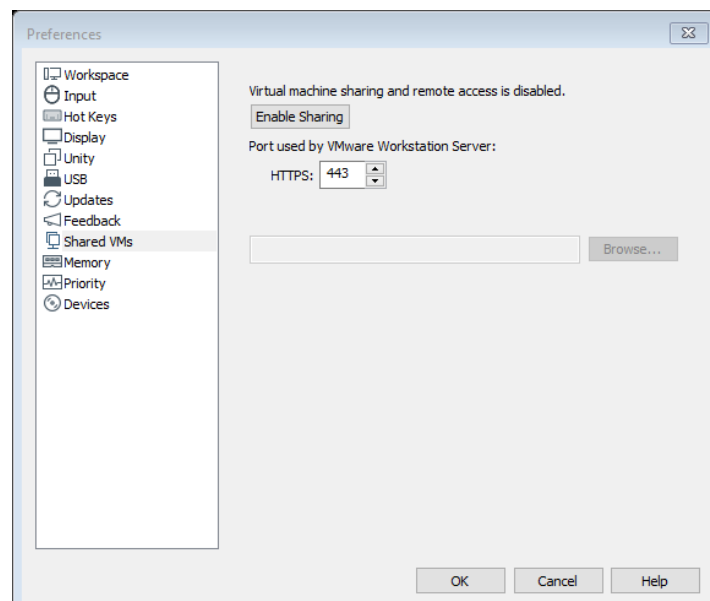 Preferences
Workspace
Input
Hot Keys
Display
Unity
USB
Updates
Feedback
Shared VMs
Memory
Priority
Devices
Virtual machine sharing and remote access is disabled.
Enable Sharing
Port used by VMware Workstation Server:
HTTPS: 443
Browse...
OK Cancel Help